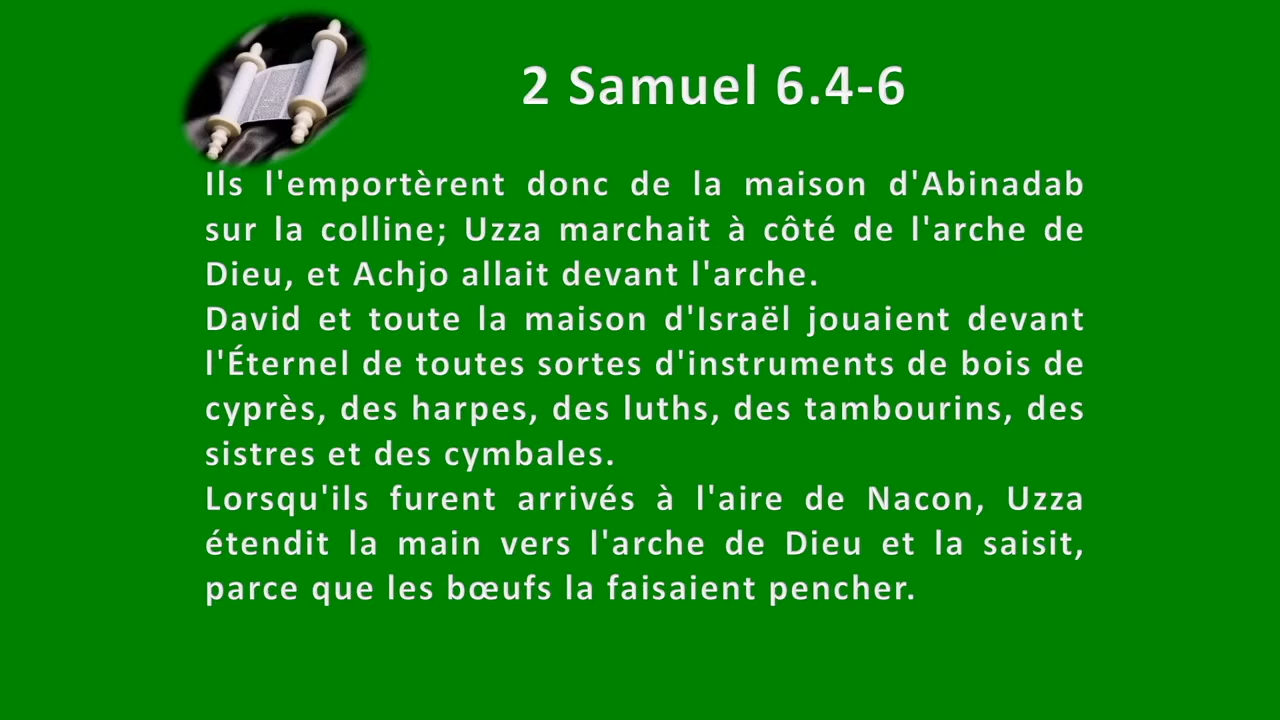 2 Samuel 6.4-6
Ils l'emportèrent donc de la maison d'Abinadab
sur la colline; Uzza marchait à côté de l'arche de
Dieu, et Achjo allait devant l'arche.
David et toute la maison d'Israël jouaient devant
l'Éternel de toutes sortes d'instruments de bois de
cyprès, des harpes, des luths, des tambourins, des
sistres et des cymbales.
Lorsqu'ils furent arrivés à l'aire de Nacon, Uzza
étendit la main vers l'arche de Dieu et la saisit,
parce que les bœufs la faisaient pencher.